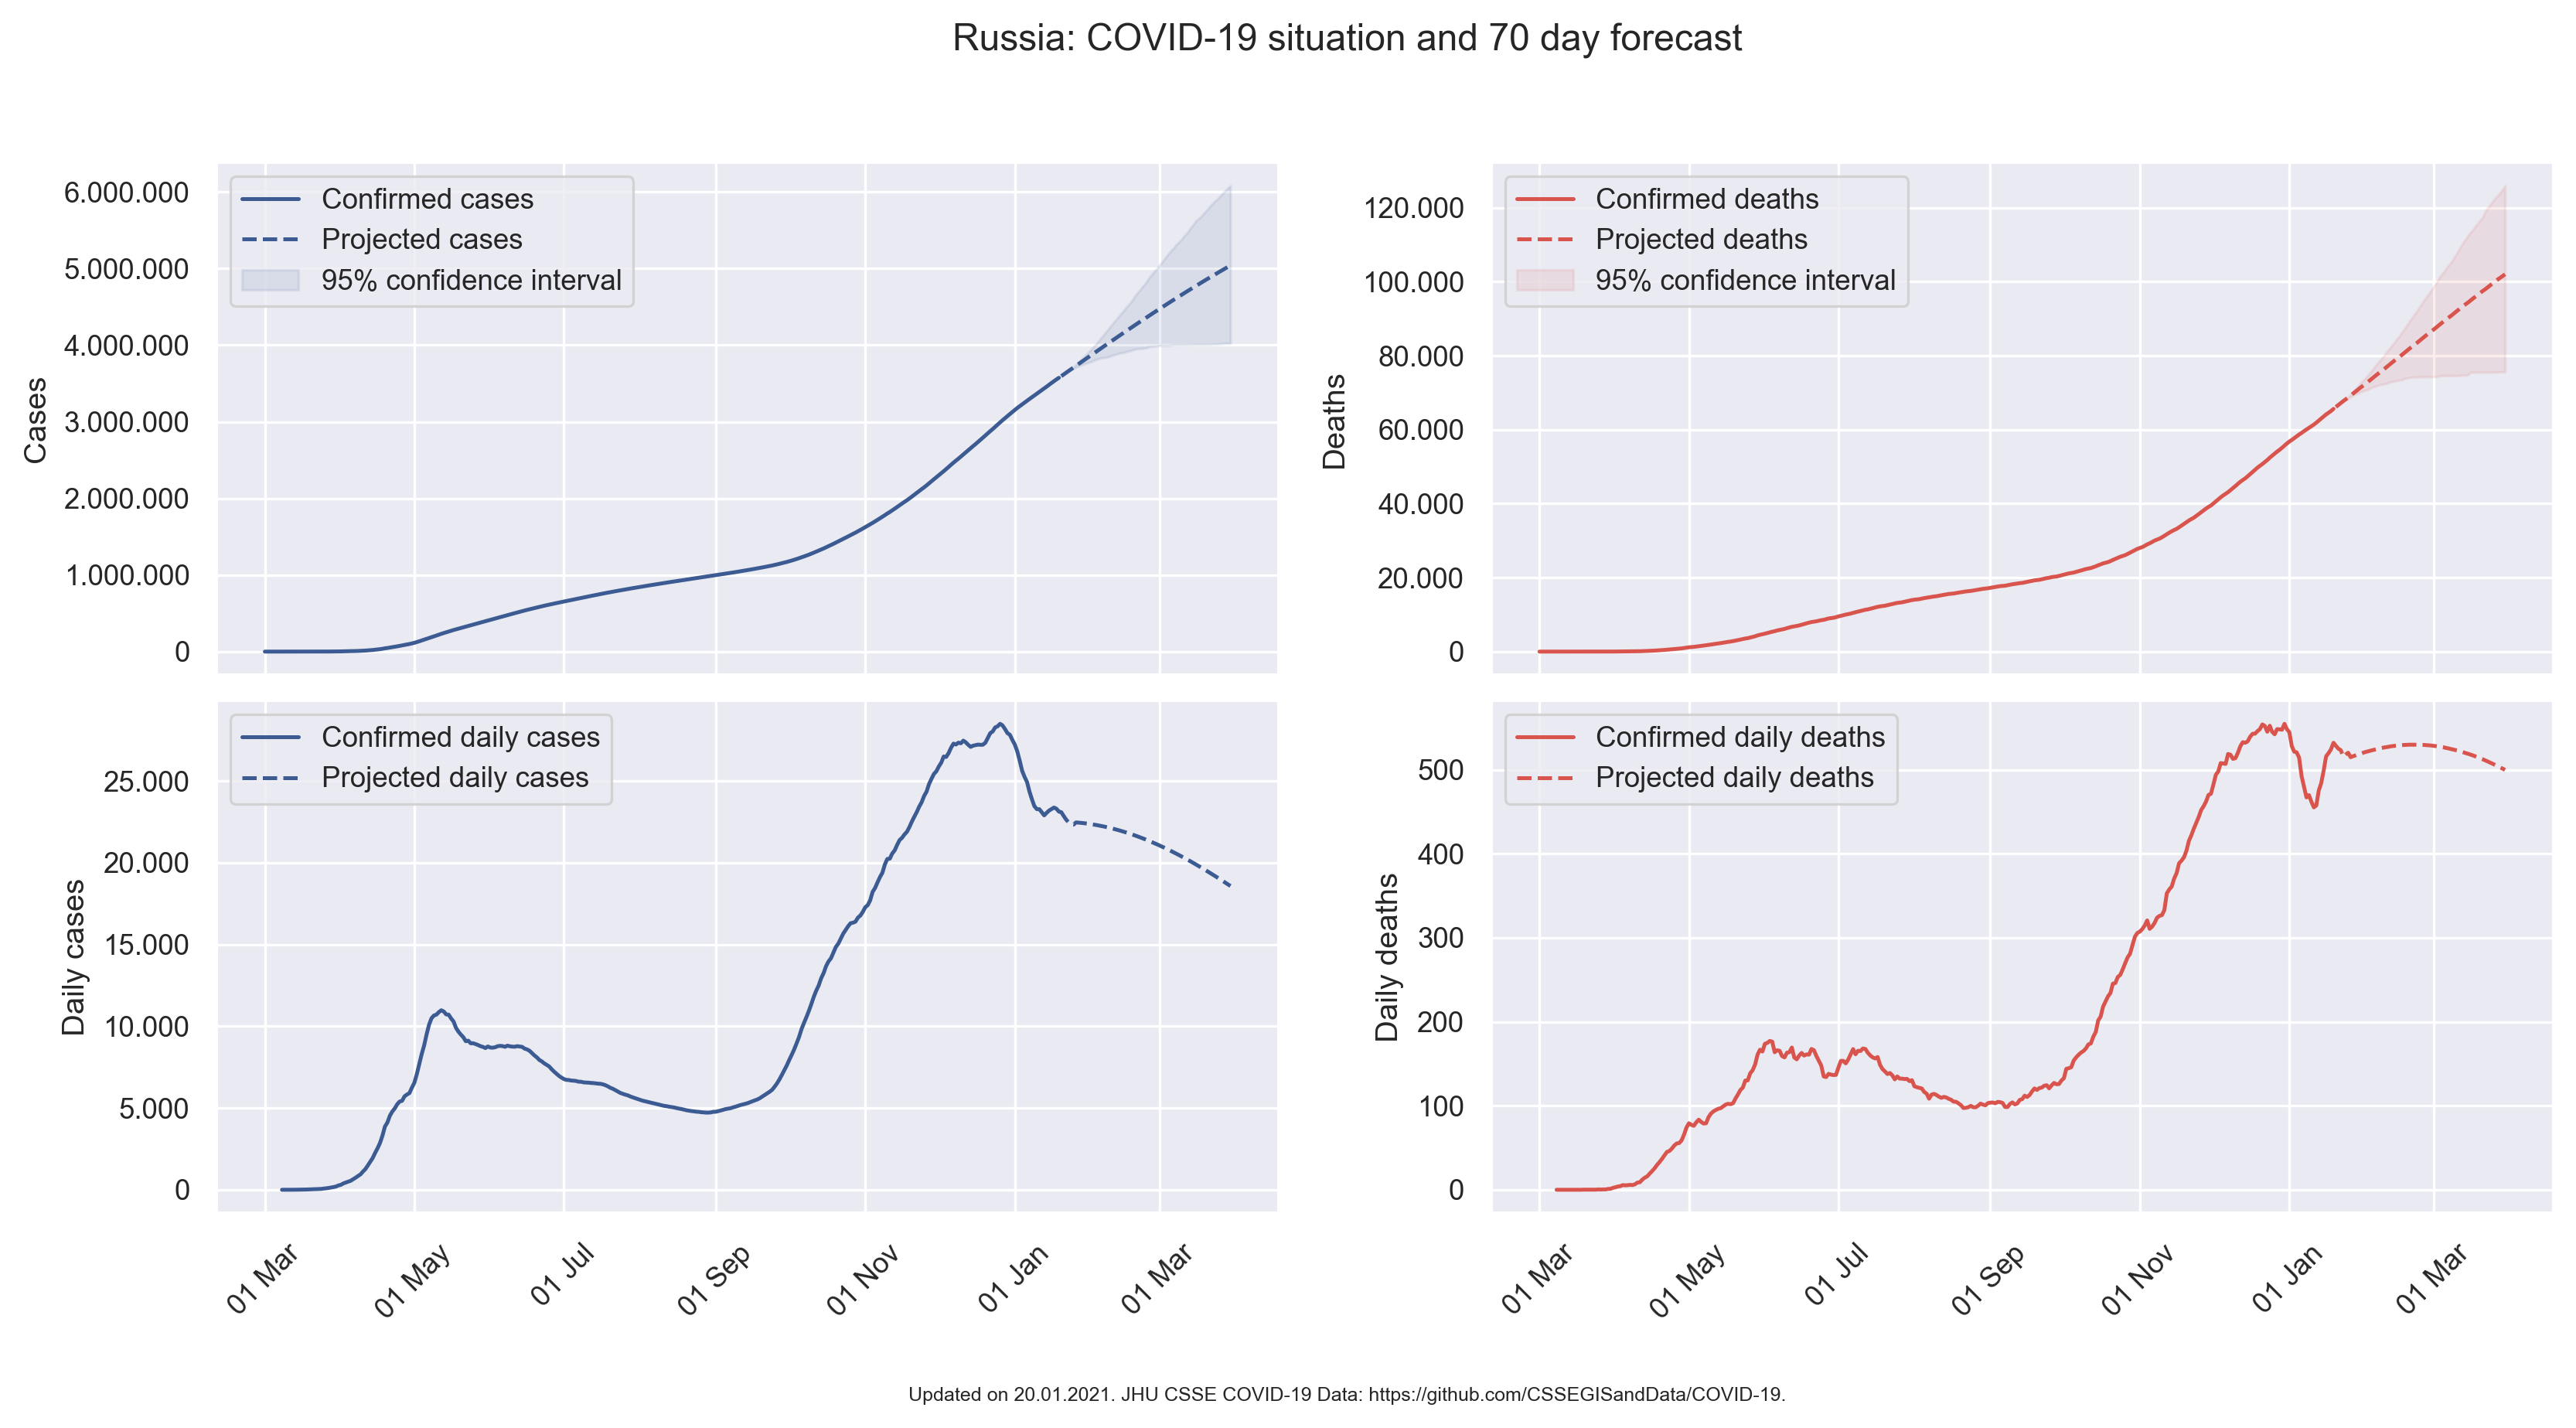 Russia: COVID-19 situation and 70 day forecast
6.000.000
5.000.000
4.000.000
3.000.000
2.000.000
1.000.000
0
Cases
Confirmed cases
Projected cases
95% confidence interval
120.000
100.000
80.000
60.000
40.000
20.000
0
Deaths
Confirmed deaths
Projected deaths
95% confidence interval
25.000
20.000
15.000
10.000
5.000
0
Daily cases
Confirmed daily cases
Projected daily cases
01 Mar
01 May
01 Jul
01 Sep
01 Nov
01 Jan
01 Mar
500
400
300
200
100
0
Daily deaths
Confirmed daily deaths
Projected daily deaths
01 Mar
01 May
01 Jul
01 Sep
01 Nov
01 Jan
01 Mar
Updated on 20.01.2021. JHU CSSE COVID-19 Data: https://github.com/CSSEGISandData/COVID-19.